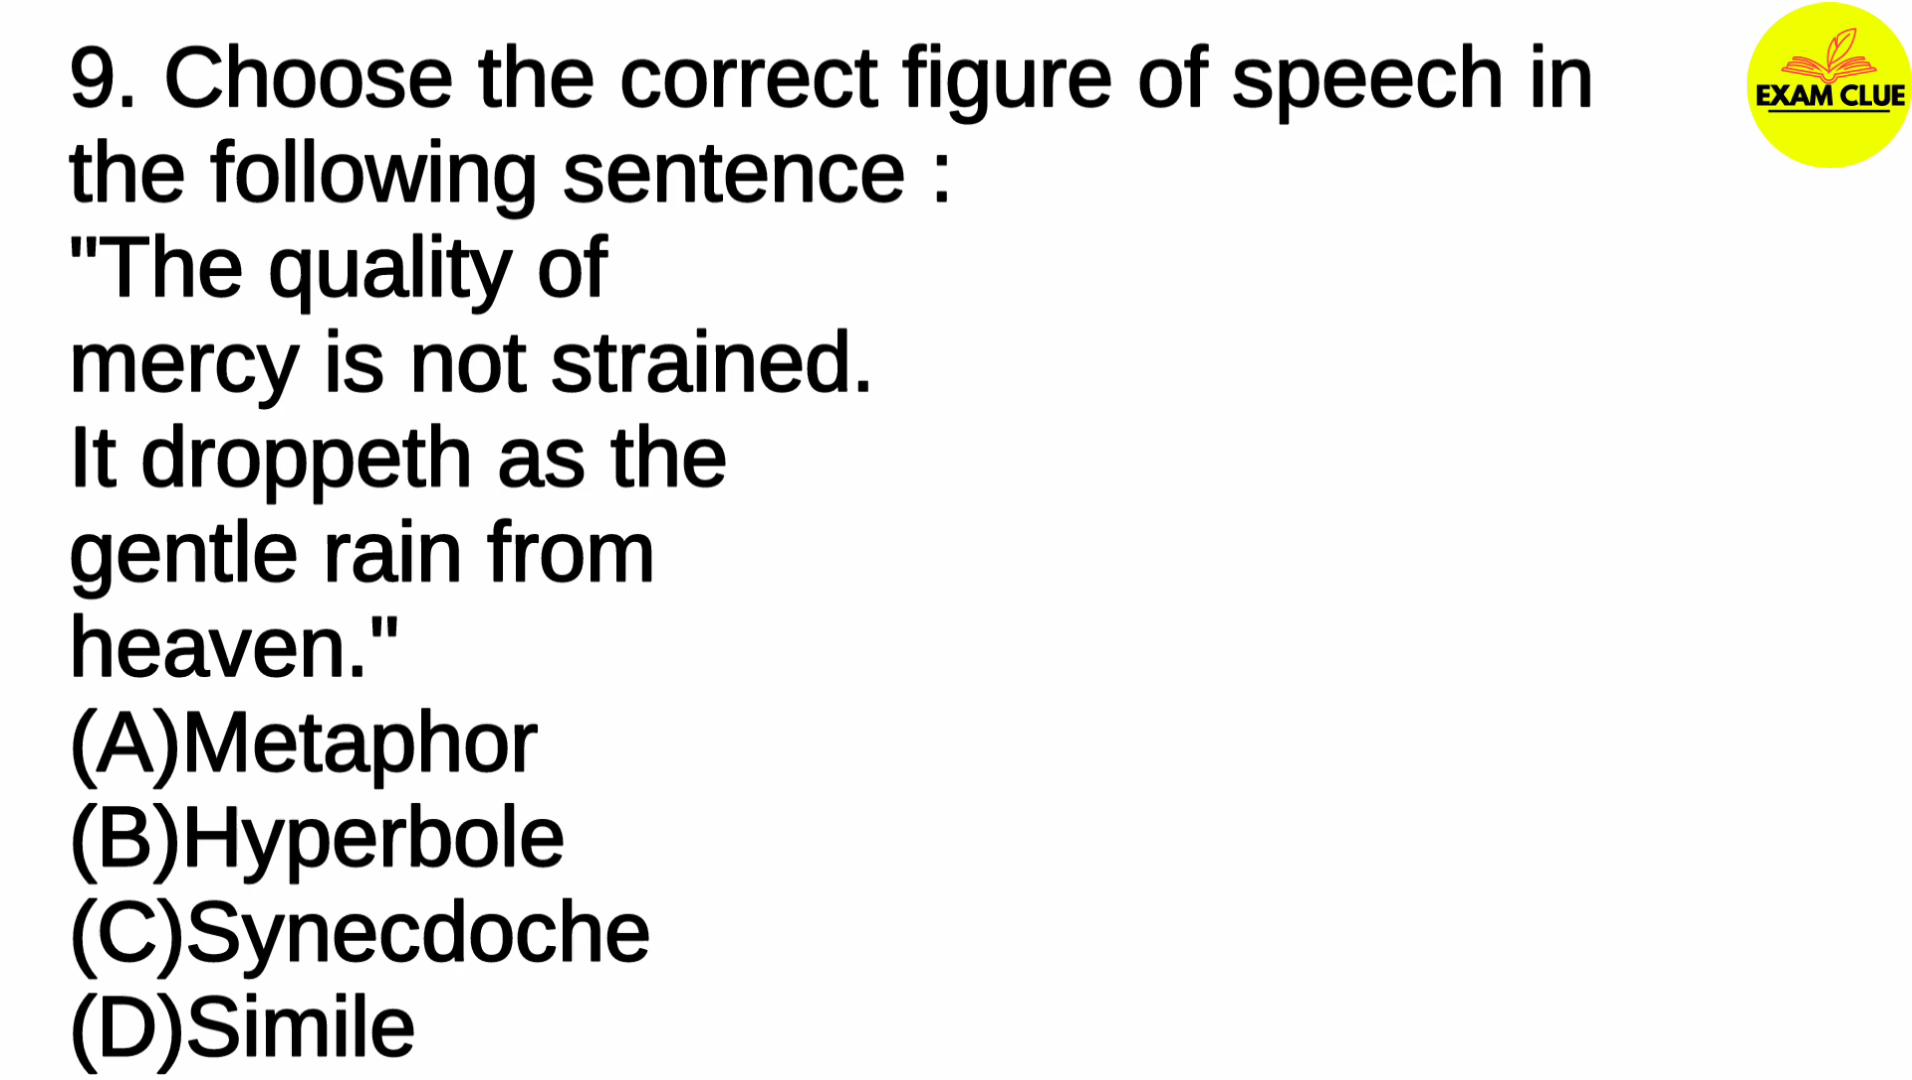 9. Choose the correct figure of speech in
the following sentence :
"The quality of
mercy is not strained.
It droppeth as the
gentle rain from
heaven."
(A)Metaphor
(B)Hyperbole
(C)Synecdoche
(D)Simile
EXAM CLUE